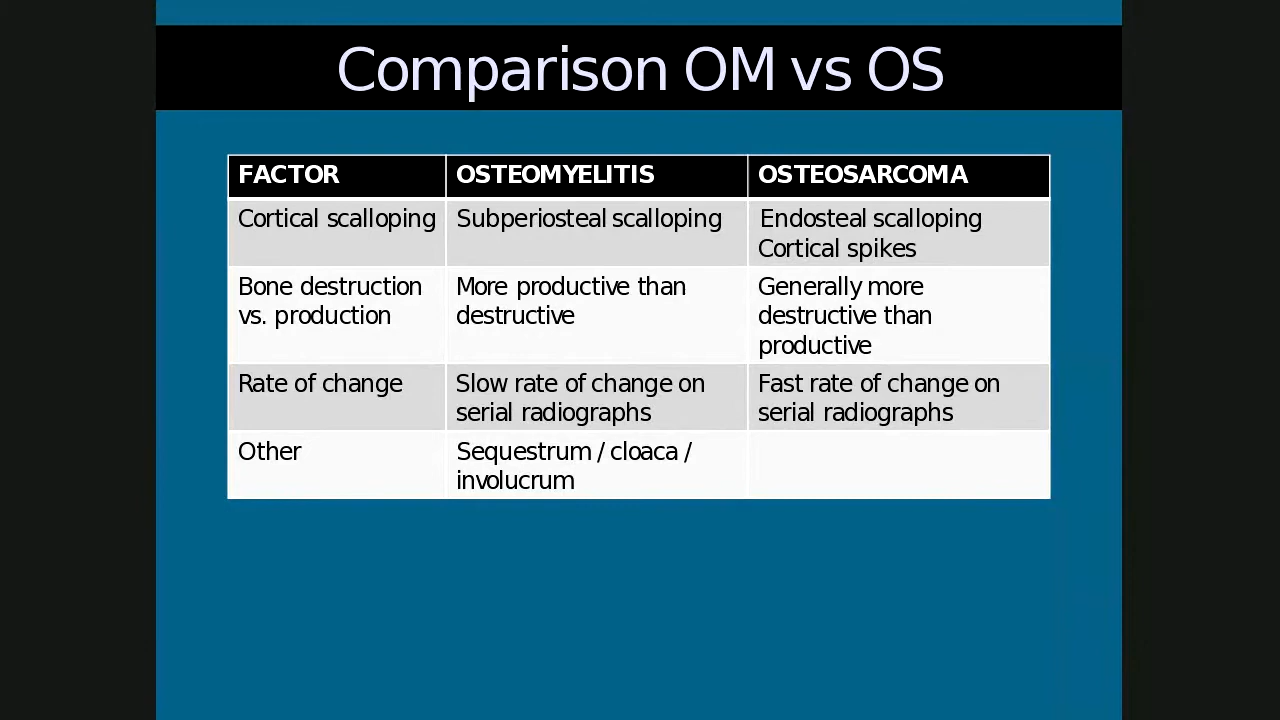 Comparison OM vs OS
FACTOR
OSTEOMYELITIS
OSTEOSARCOMA
Cortical scalloping
Subperiosteal scalloping
Endosteal scalloping
Cortical spikes
Bone destruction
vs. production
More productive than
destructive
Generally more
destructive than
productive
Rate of change
Slow rate of change on
serial radiographs
Fast rate of change on
serial radiographs
Other
Sequestrum / cloaca /
involucrum